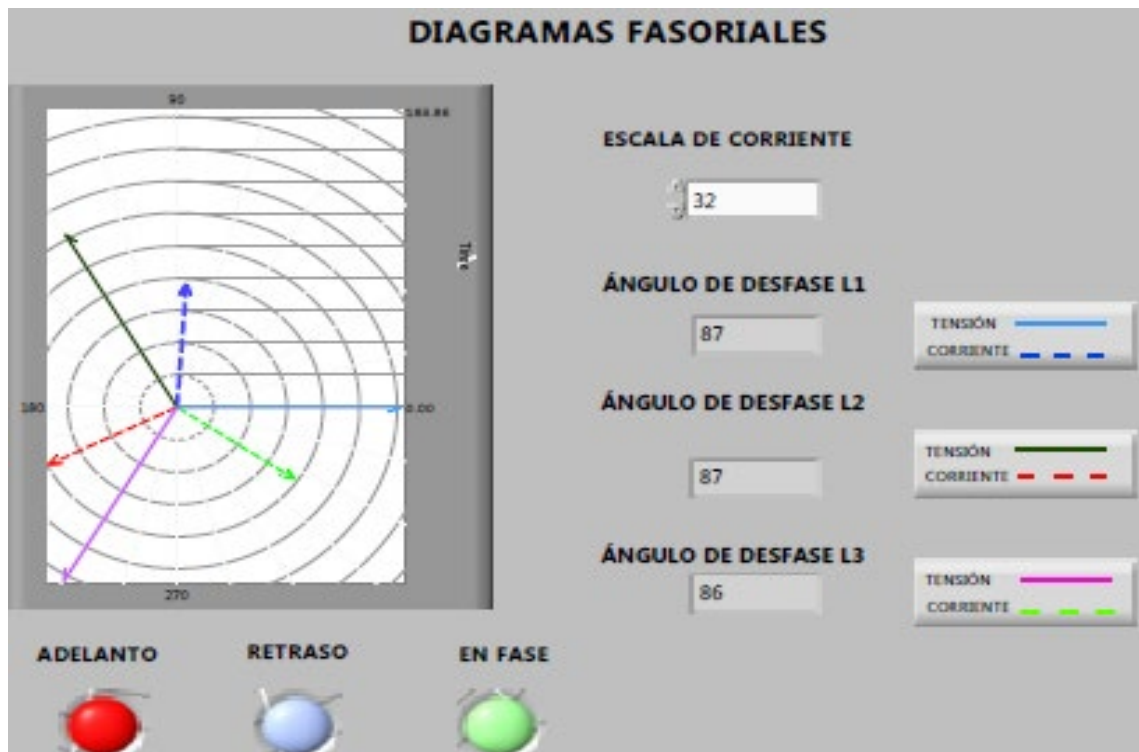 DIAGRAMAS FASORIALES
90
180
0.00
270
ESCALA DE CORRIENTE
32
ÁNGULO DE DESFASE L1
87
TENSIÓN
CORRIENTE
ÁNGULO DE DESFASE L2
87
TENSIÓN
CORRIENTE
ÁNGULO DE DESFASE L3
86
TENSIÓN
CORRIENTE
ADELANTO
RETRASO
EN FASE